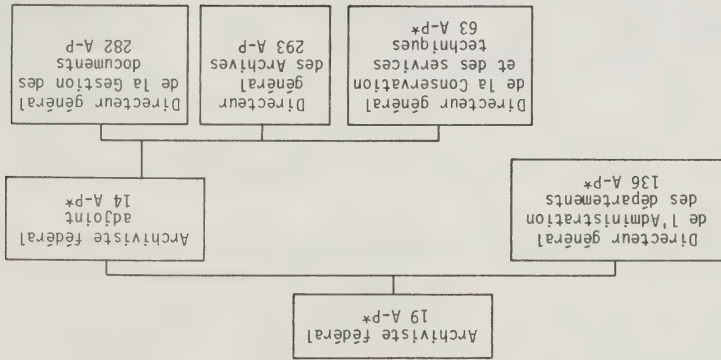 Archiviste fédéral
19 A-P*
Directeur général
de l'Administration
des départements
136 A-P*
Archiviste fédéral
adjoint
14 A-P*
Directeur général
de la Conservation
et des services
techniques
63 A-P*
Directeur
général
des Archives
293 A-P
Directeur général
de la Gestion des
documents
282 A-P